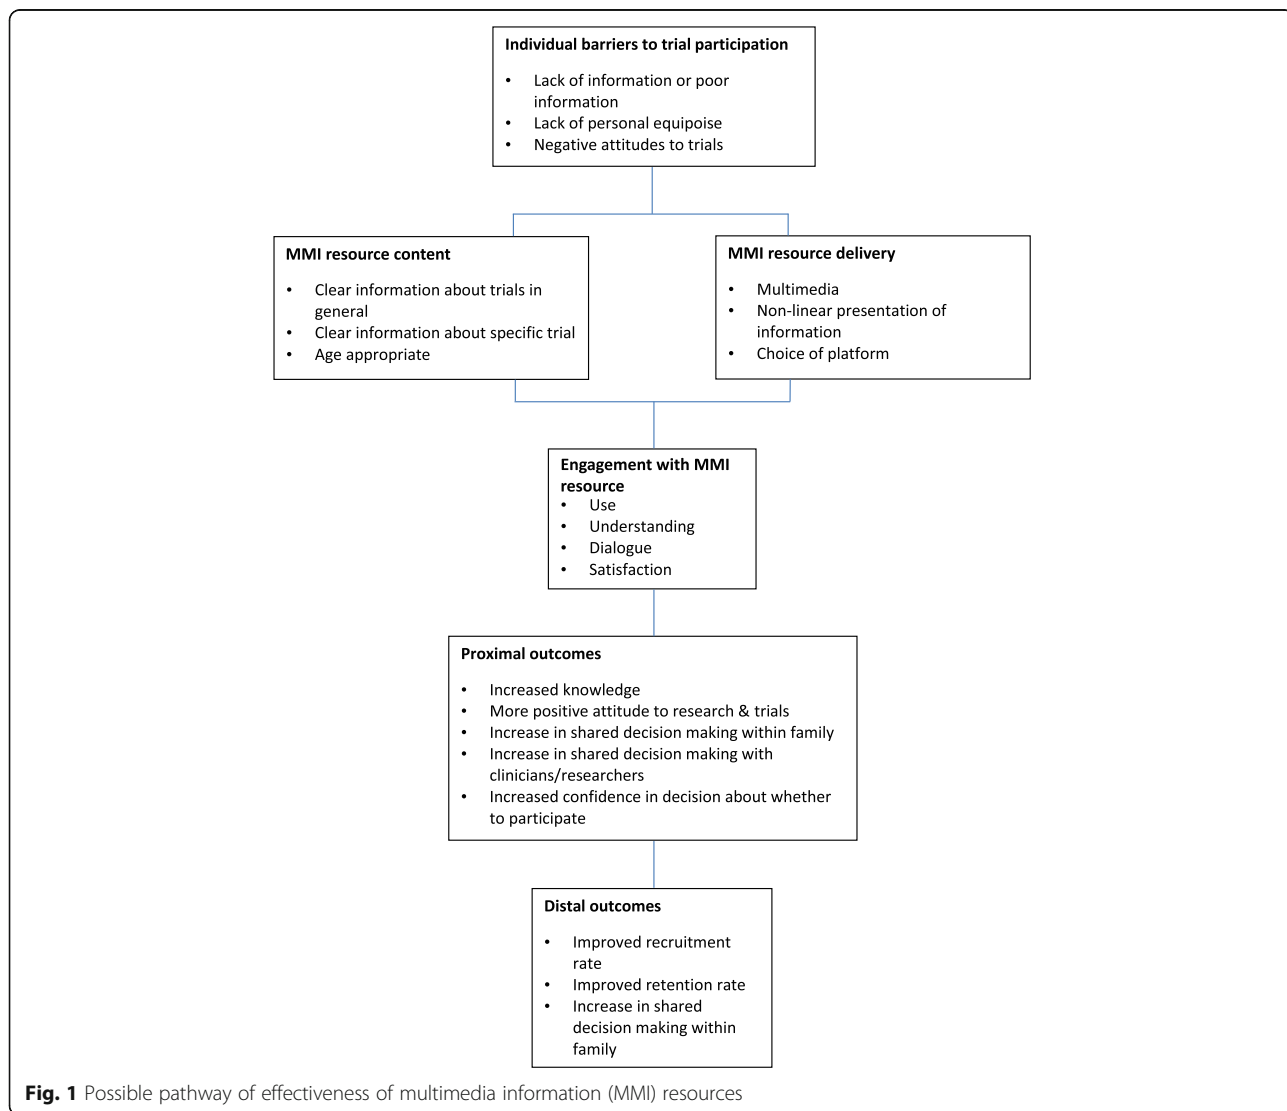 Individual barriers to trial participation
• Lack of information or poor
information
• Lack of personal equipoise
• Negative attitudes to trials
MMI resource content
• Clear information about trials in
general
• Clear information about specific trial
• Age appropriate
MMI resource delivery
• Multimedia
• Non-linear presentation of
information
• Choice of platform
Engagement with MMI
resource
• Use
• Understanding
• Dialogue
• Satisfaction
Proximal outcomes
• Increased knowledge
• More positive attitude to research & trials
• Increase in shared decision making within family
• Increase in shared decision making with
clinicians/researchers
• Increased confidence in decision about whether
to participate
Distal outcomes
• Improved recruitment
rate
• Improved retention rate
• Increase in shared
decision making within
family
Fig. 1 Possible pathway of effectiveness of multimedia information (MMI) resources